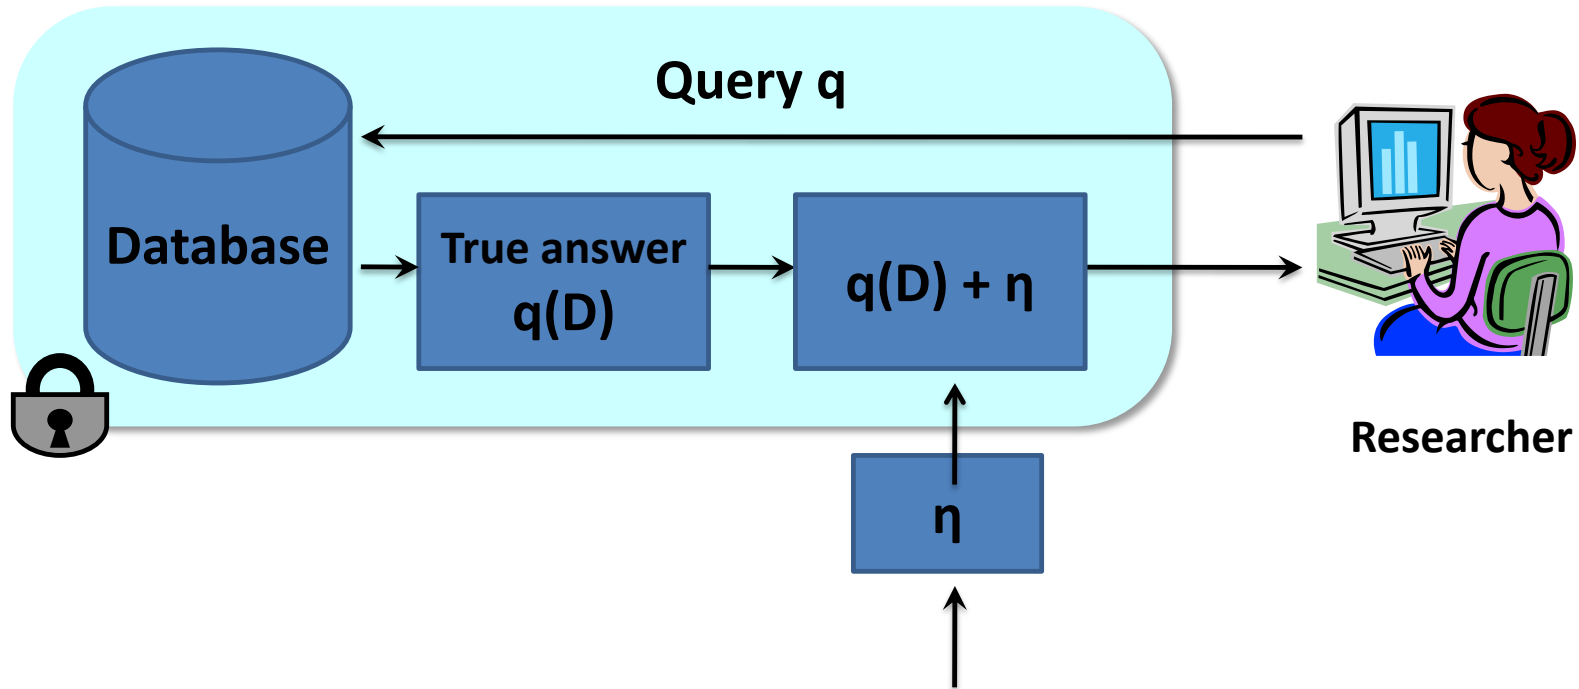 Query q
Database
True answer
q(D)
q(D) + η
Researcher
η